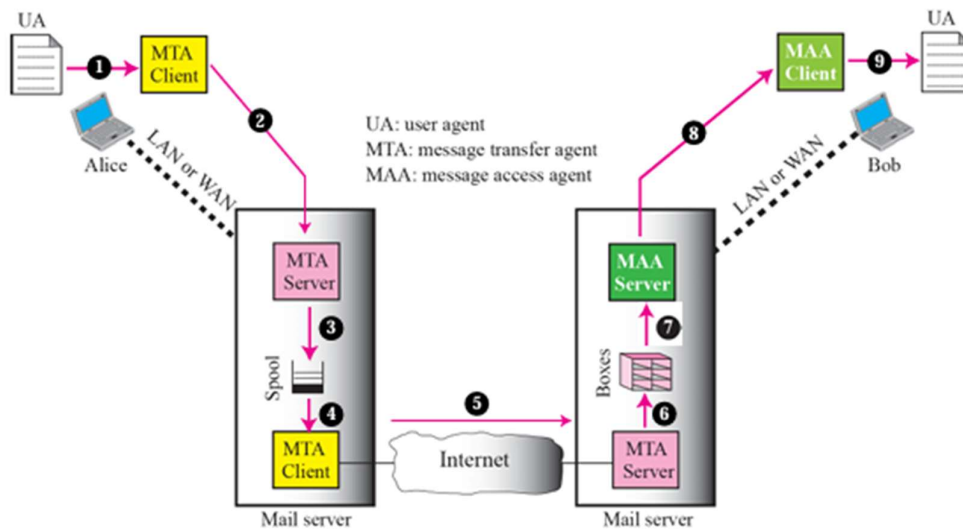 UA
MTA
Client
1
2
Alice
LAN or WAN
UA: user agent
MTA: message transfer agent
MAA: message access agent
UA
MAA
Client
9
8
Bob
LAN or WAN
MTA
Server
3
Spool
4
MTA
Client
Mail server
5
Internet
MAA
Server
7
Boxes
6
MTA
Server
Mail server